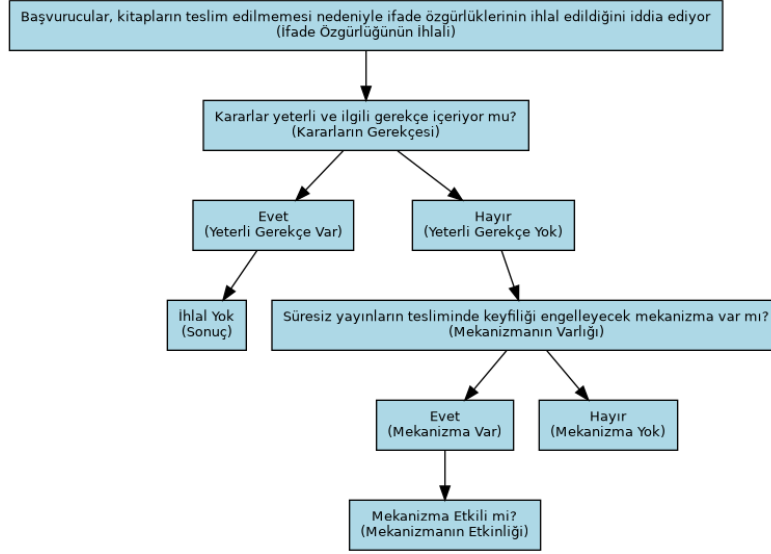 Başvurucular, kitapların teslim edilmemesi nedeniyle ifade özgürlüklerinin ihlal edildiğini iddia ediyor
(İfade Özgürlüğünün İhlali)
Kararlar yeterli ve ilgili gerekçe içeriyor mu?
(Kararların Gerekçesi)
Evet
(Yeterli Gerekçe Var)
Hayır
(Yeterli Gerekçe Yok)
İhlal Yok
(Sonuç)
Süresiz yayınların tesliminde keyfiliği engelleyecek mekanizma var mı?
(Mekanizmanın Varlığı)
Evet
(Mekanizma Var)
Hayır
(Mekanizma Yok)
Mekanizma Etkili mi?
(Mekanizmanın Etkinliği)